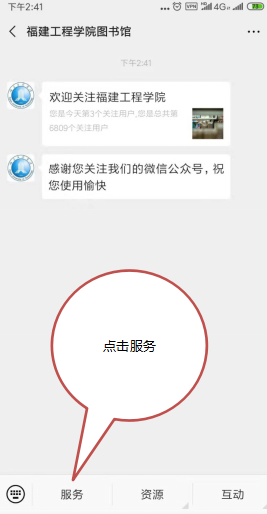 下午2:41
VPN
4G
福建工程学院图书馆
下午2:41
欢迎关注福建工程学院
您是今天第3个关注用户,您是总共第
6809个关注用户
感谢您关注我们的微信公众号，祝
您使用愉快
点击服务
服务
资源
互动